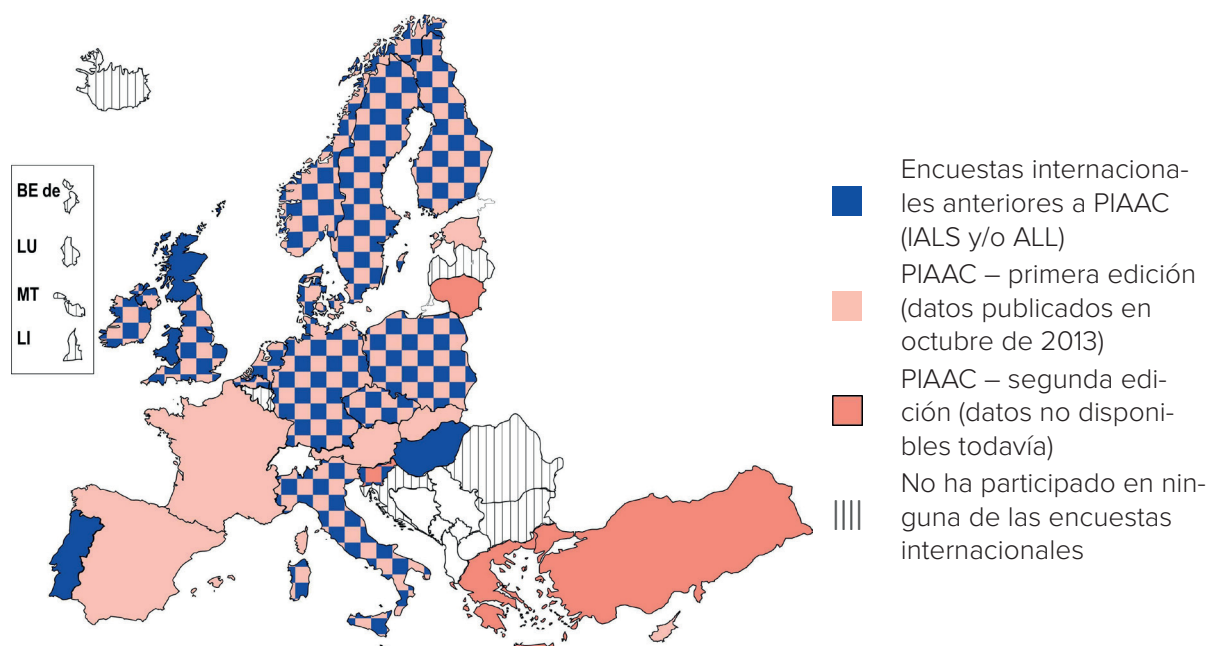 BE de
LU
MT
LI
Encuestas internaciona-
les anteriores a PIAAC
(IALS y/o ALL)
PIAAC – primera edición
(datos publicados en
octubre de 2013)
PIAAC – segunda edi-
ción (datos no disponi-
bles todavía)
No ha participado en nin-
guna de las encuestas
internacionales